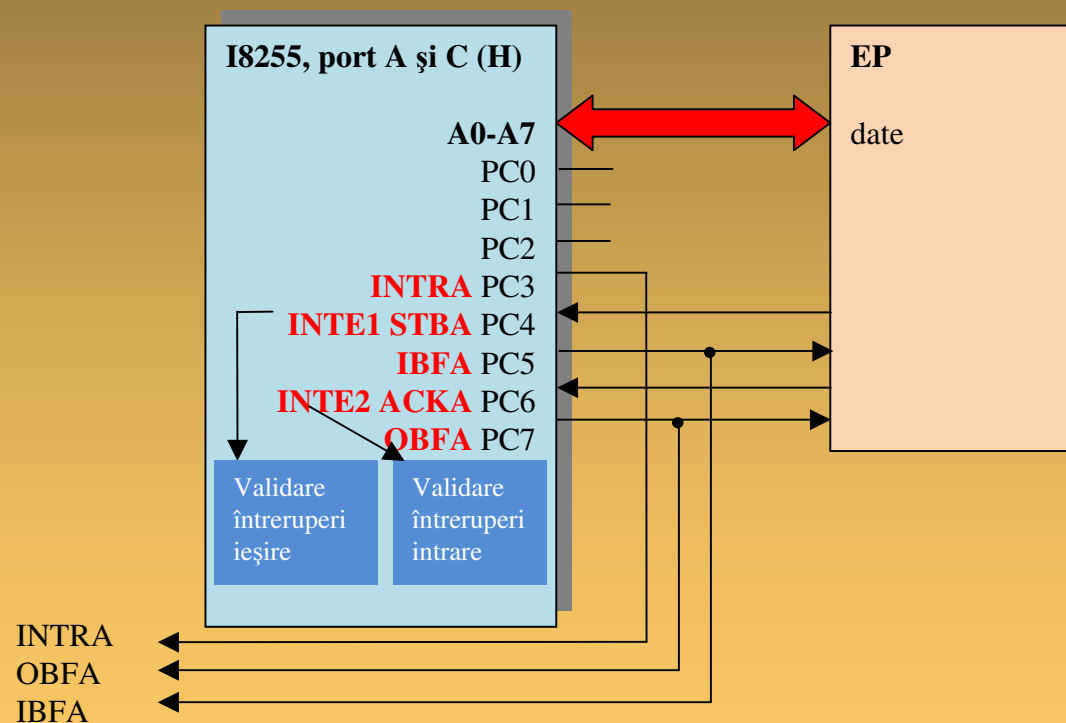 I8255, port A şi C (H)
EP
A0-A7
date
PC0
PC1
PC2
INTRA PC3
INTE1 STBA PC4
IBFA PC5
INTE2 ACKA PC6
OBFA PC7
Validare
întreruperi
ieşire
Validare
întreruperi
intrare
INTRA
OBFA
IBFA